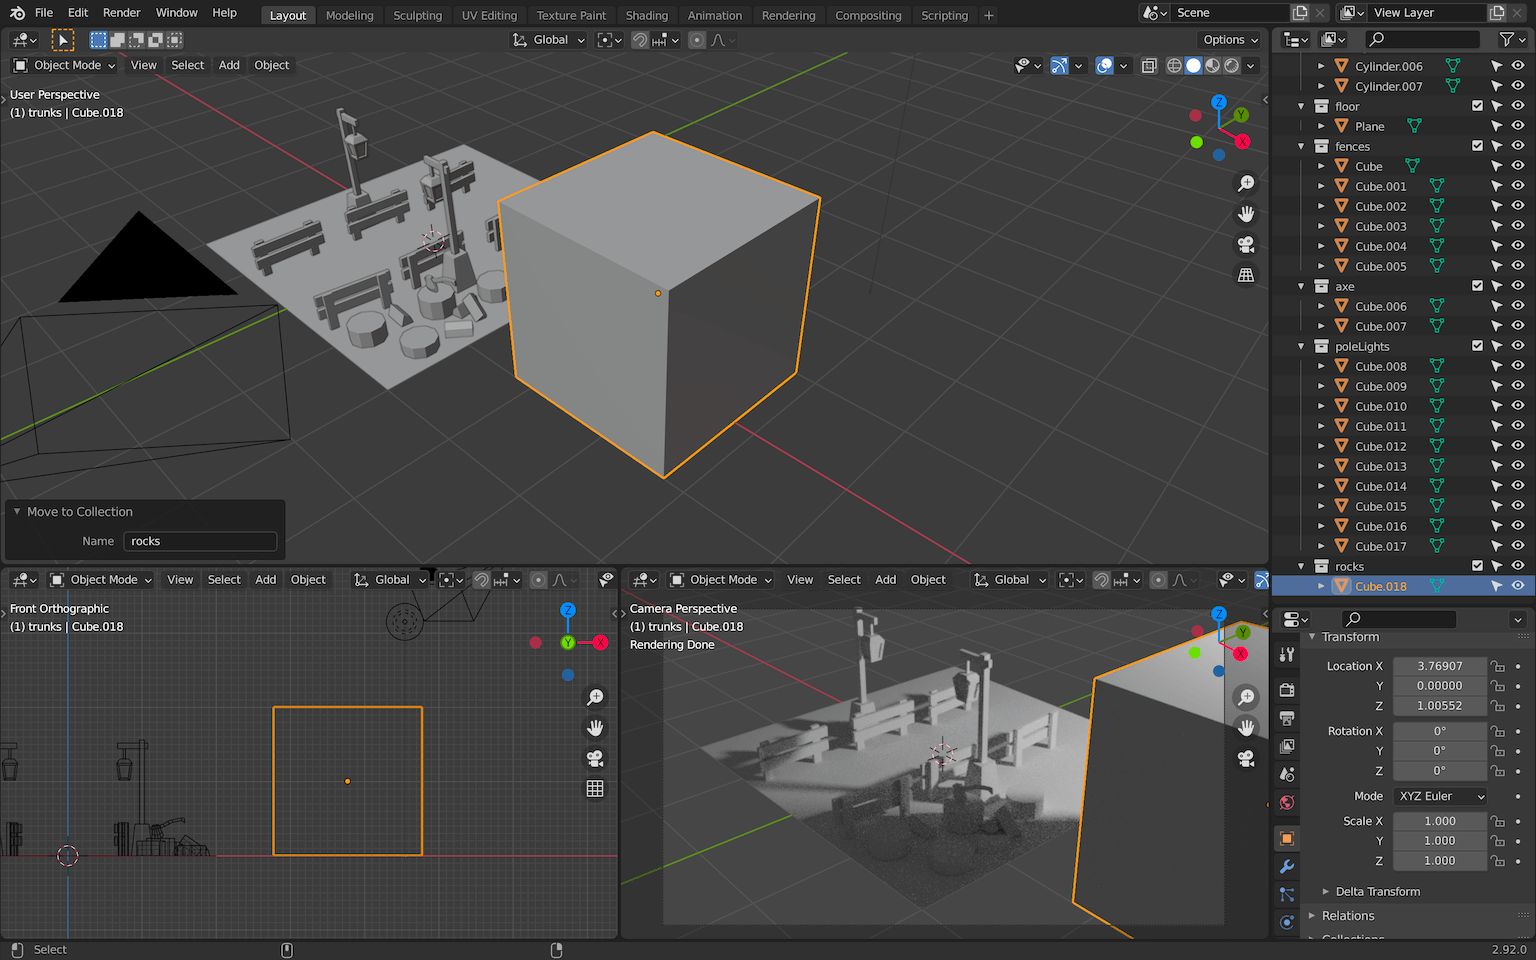 File Edit Render Window Help Layout Modeling Sculpting UV Editing Texture Paint Shading Animation Rendering Compositing Scripting + Scene View Layer
Global Options
Object Mode View Select Add Object
User Perspective
(1) trunks | Cube.018
Z
Y
X
Move to Collection
Name rocks
Cylinder.006
Cylinder.007
floor
Plane
fences
Cube
Cube.001
Cube.002
Cube.003
Cube.004
Cube.005
axe
Cube.006
Cube.007
poleLights
Cube.008
Cube.009
Cube.010
Cube.011
Cube.012
Cube.013
Cube.014
Cube.015
Cube.016
Cube.017
rocks
Cube.018
Object Mode View Select Add Object Global
Front Orthographic
(1) trunks | Cube.018
Z
Y X
Object Mode View Select Add Object Global
Camera Perspective
(1) trunks | Cube.018
Rendering Done
Z
Y
X
Transform
Location X 3.76907
Y 0.00000
Z 1.00552
Rotation X 0°
Y 0°
Z 0°
Mode XYZ Euler
Scale X 1.000
Y 1.000
Z 1.000
Delta Transform
Relations
Collections
Select
2.92.0